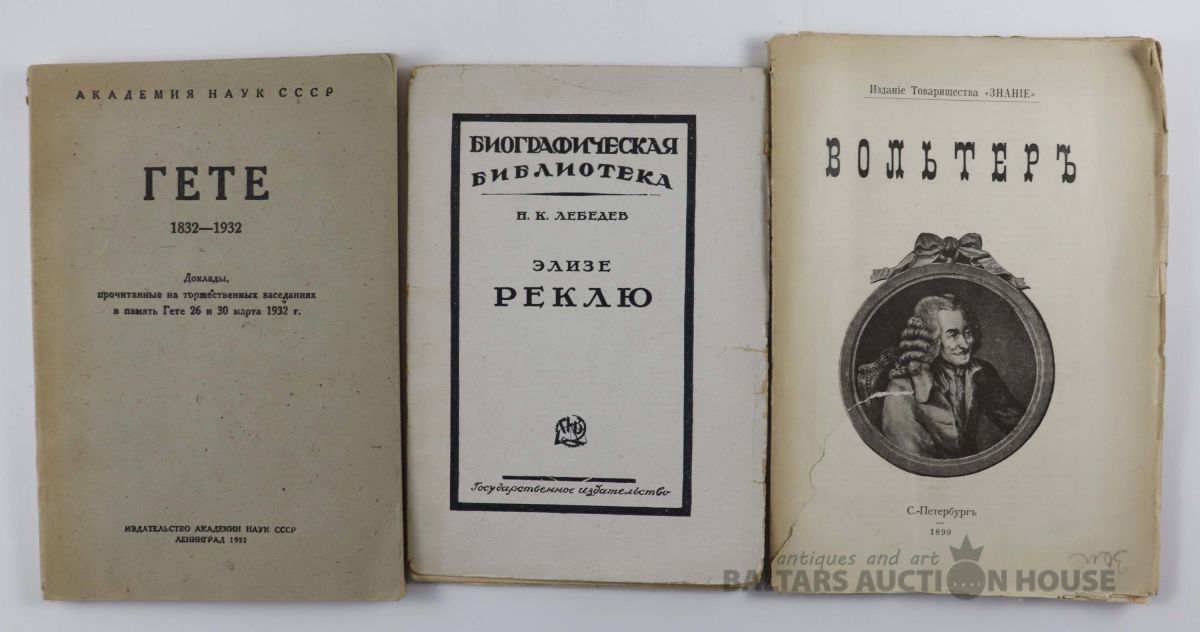 АКАДЕМИЯ НАУК СССР
ГЕТЕ
1832—1932
Доклады,
прочитанные на торжественных заседаниях
в память Гете 26 и 30 марта 1932 г.
ИЗДАТЕЛЬСТВО АКАДЕМИИ НАУК СССР
ЛЕНИНГРАД 1932
БИОГРАФИЧЕСКАЯ
БИБЛИОТЕКА
Н. К. ЛЕБЕДЕВ
ЭЛИЗЕ
РЕКЛЮ
Государственное издательство
Изданіе Товарищества «ЗНАНІЕ»
ВОЛЬТЕРЪ
С.-Петербургъ
1899
antiques and art
BALTARS AUCTION HOUSE